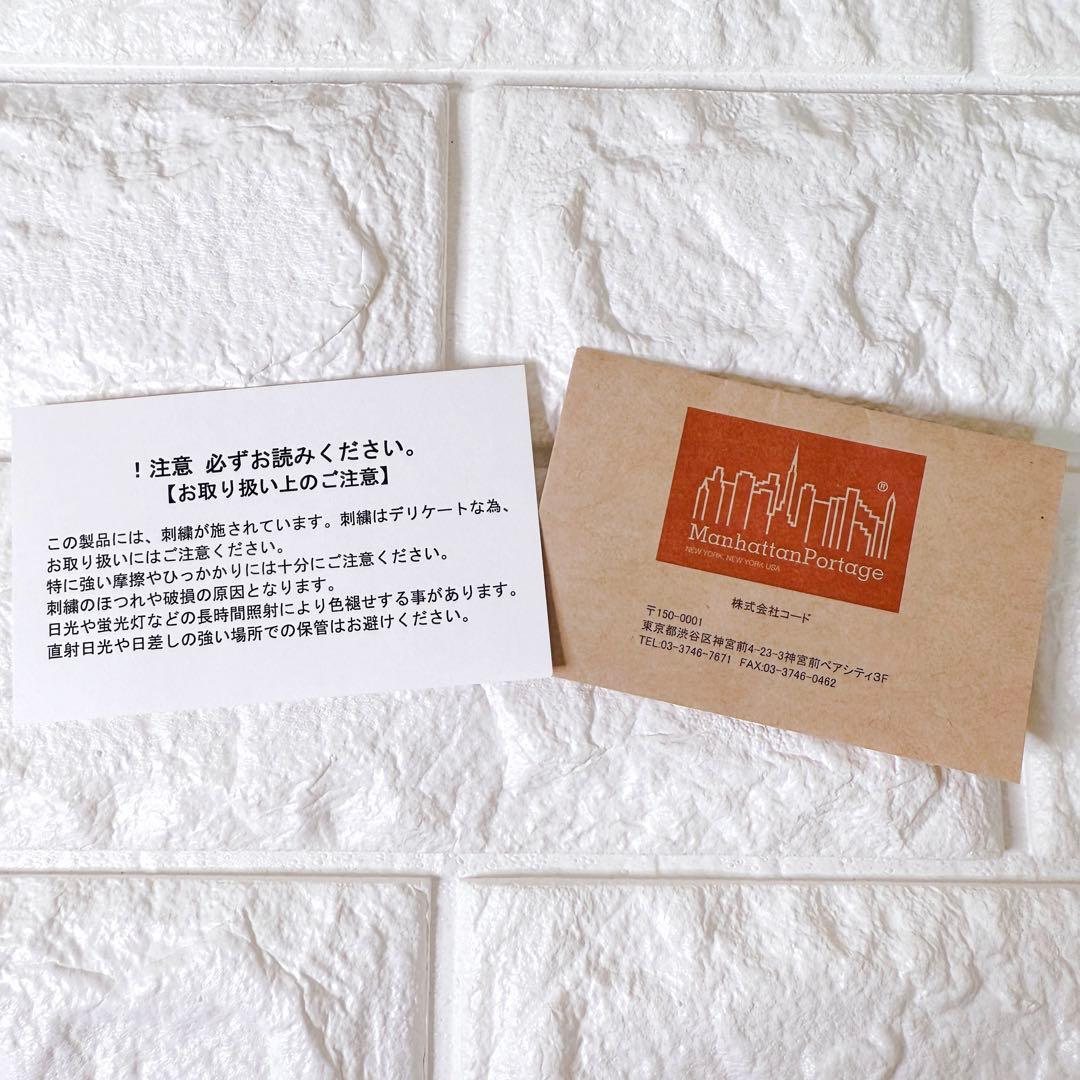 ！注意 必ずお読みください。
【お取り扱い上のご注意】
この製品には、刺繍が施されています。刺繍はデリケートな為、
お取り扱いにはご注意ください。
特に強い摩擦やひっかかりには十分にご注意ください。
刺繍のほつれや破損の原因となります。
日光や蛍光灯などの長時間照射により色褪せする事があります。
直射日光や日差しの強い場所での保管はお避けください。
®
ManhattanPortage
NEW YORK, NEW YORK USA
株式会社コード
〒150-0001
東京都渋谷区神宮前4-23-3神宮前ペアシティ3F
TEL:03-3746-7671 FAX:03-3746-0462